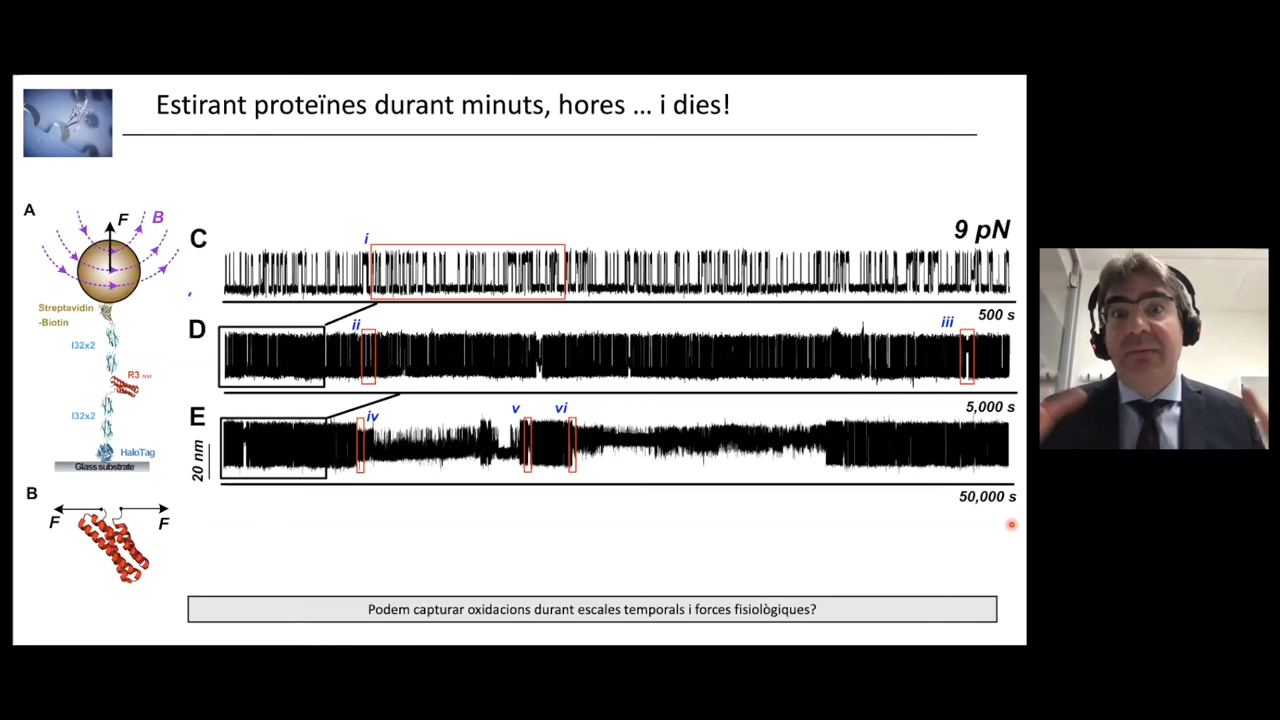 Estirant proteïnes durant minuts, hores ... i dies!
A
F
B
Streptavidin
-Biotin
I32x2
R3
I32x2
HaloTag
Glass substrate
B
F
F
C
9 pN
i
500 s
D
ii
iii
5,000 s
E
iv
v
vi
20 nm
50,000 s
Podem capturar oxidacions durant escales temporals i forces fisiològiques?